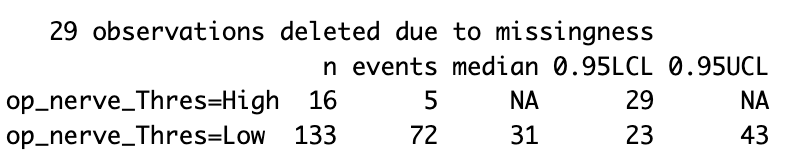 29 observations deleted due to missingness
n events median 0.95LCL 0.95UCL
op_nerve_Thres=High 16 5 NA 29 NA
op_nerve_Thres=Low 133 72 31 23 43